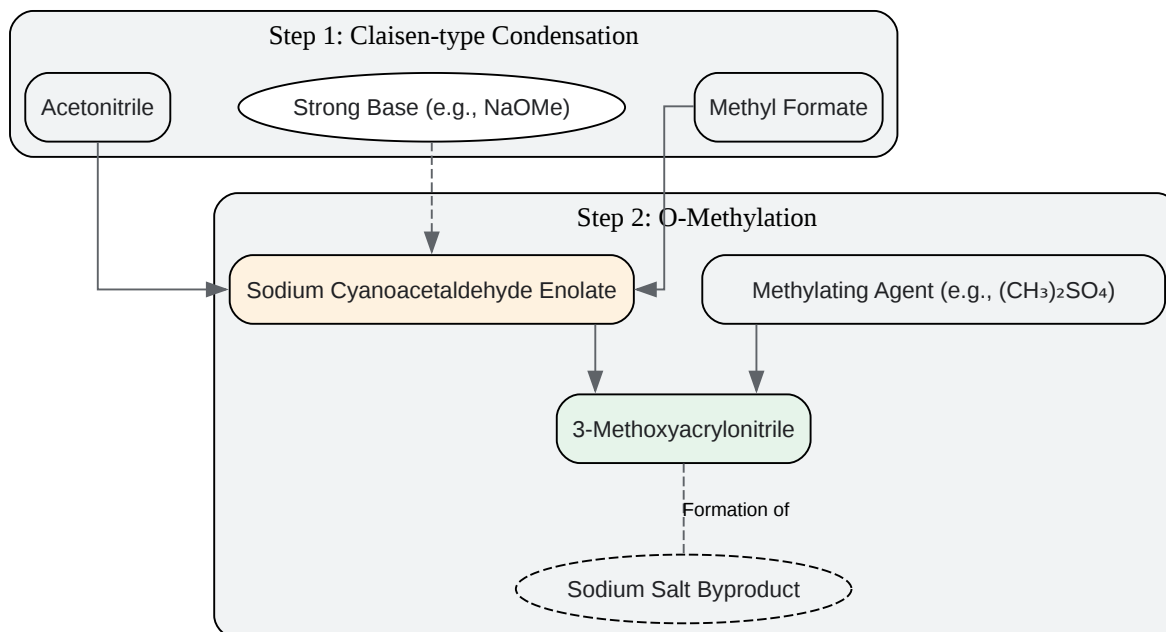 Step 1: Claisen-type Condensation
Acetonitrile
Strong Base (e.g., NaOMe)
Methyl Formate
Step 2: O-Methylation
Sodium Cyanoacetaldehyde Enolate
Methylating Agent (e.g., (CH₃)₂SO₄)
3-Methoxyacrylonitrile
Formation of
Sodium Salt Byproduct